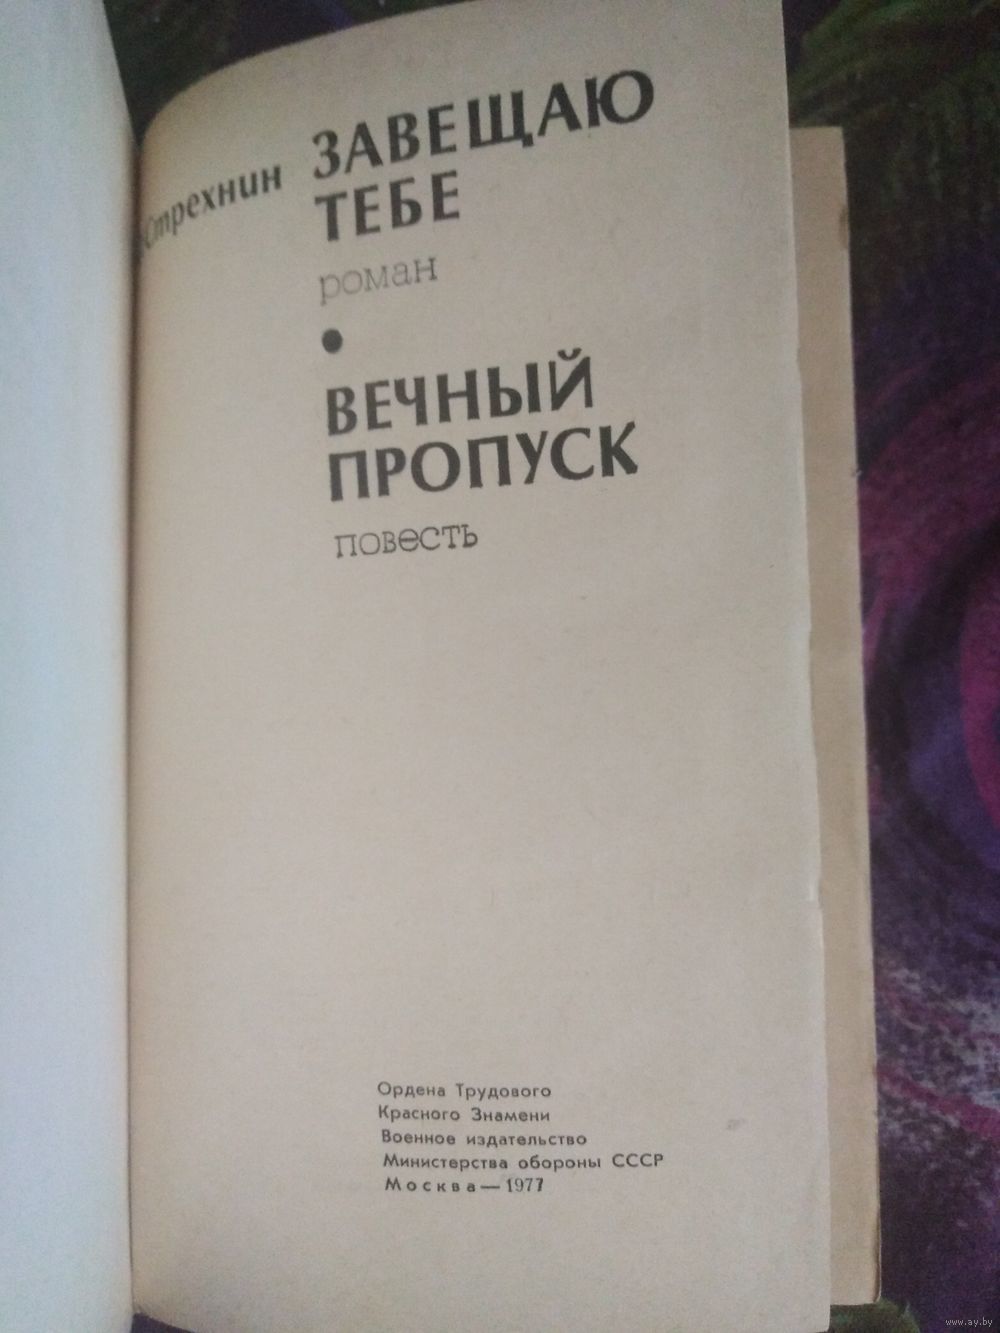 Стрехнин
ЗАВЕЩАЮ
ТЕБЕ
роман
ВЕЧНЫЙ
ПРОПУСК
повесть
Ордена Трудового
Красного Знамени
Военное издательство
Министерства обороны СССР
Москва — 1977
www.ay.by